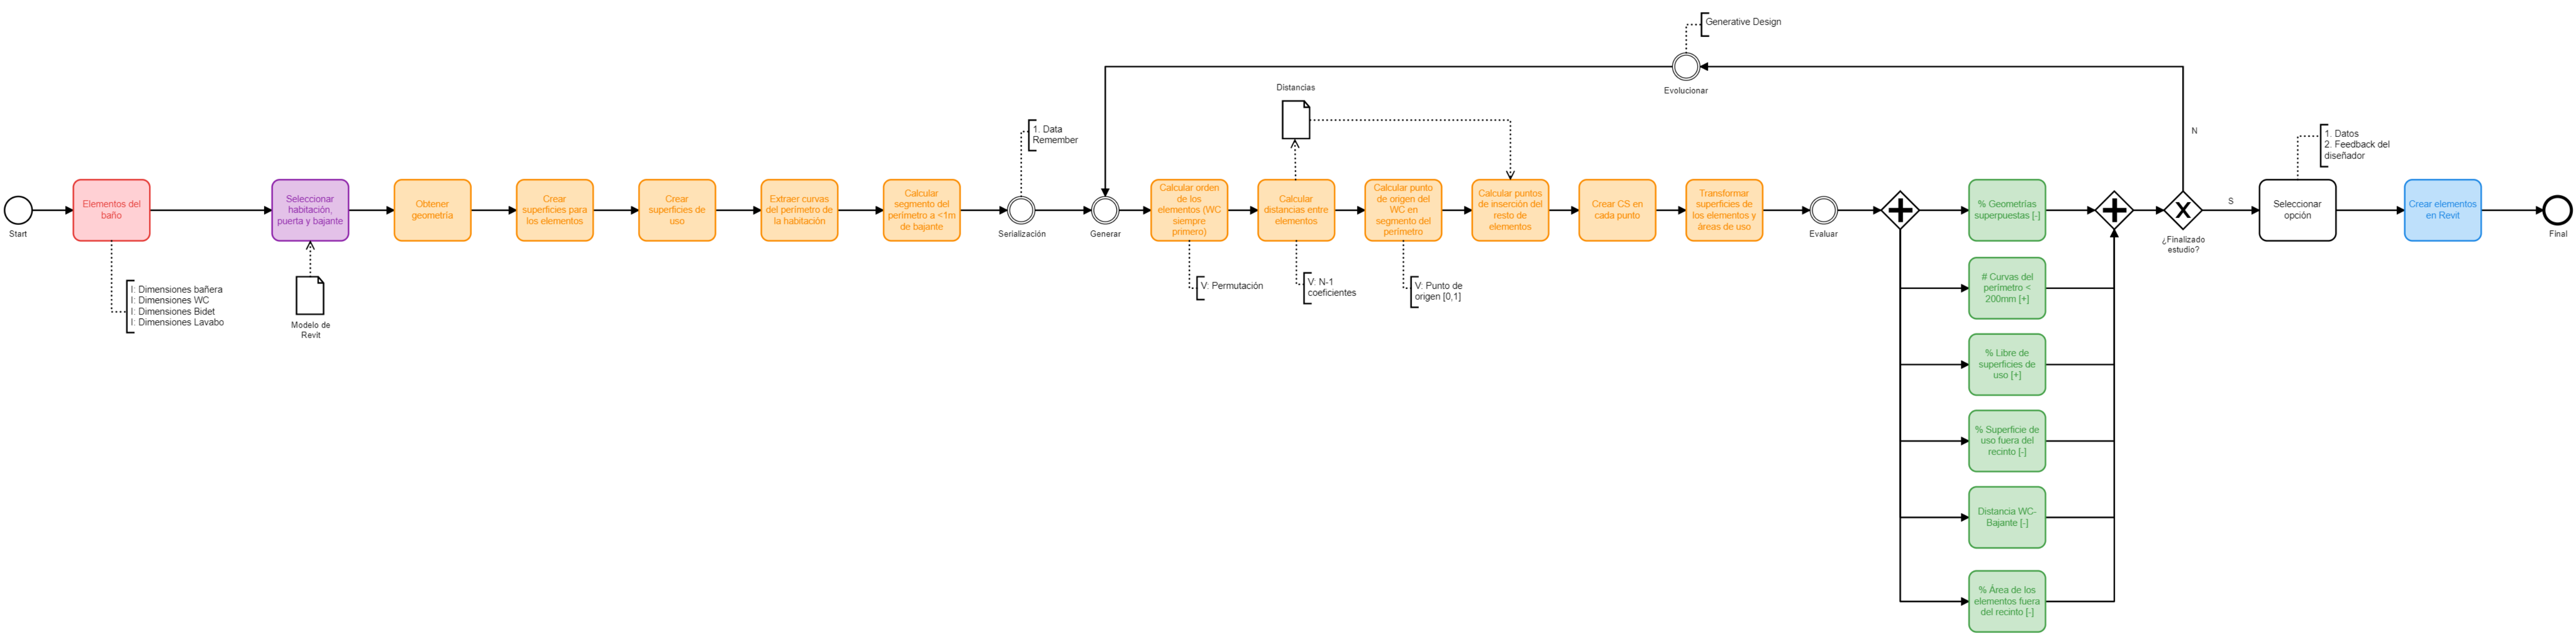 Generative Design
Evolucionar
Distancias
1. Data
Remember
N
1. Datos
2. Feedback del
diseñador
Start
Elementos del
baño
I: Dimensiones bañera
I: Dimensiones WC
I: Dimensiones Bidet
I: Dimensiones Lavabo
Seleccionar
habitación,
puerta y bajante
Modelo de
Revit
Obtener
geometría
Crear
superficies para
los elementos
Crear
superficies de
uso
Extraer curvas
del perímetro de
la habitación
Calcular
segmento del
perímetro a <1m
de bajante
Serialización
Generar
Calcular orden
de los
elementos (WC
siempre
primero)
V: Permutación
Calcular
distancias entre
elementos
V: N-1
coeficientes
Calcular punto
de origen del
WC en
segmento del
perímetro
V: Punto de
origen [0,1]
Calcular puntos
de inserción del
resto de
elementos
Crear CS en
cada punto
Transformar
superficies de
los elementos y
áreas de uso
Evaluar
% Geometrías
superpuestas [-]
# Curvas del
perímetro <
200mm [+]
% Libre de
superficies de
uso [+]
% Superficie de
uso fuera del
recinto [-]
Distancia WC-
Bajante [-]
% Área de los
elementos fuera
del recinto [-]
X
¿Finalizado
estudio?
S
Seleccionar
opción
Crear elementos
en Revit
Final